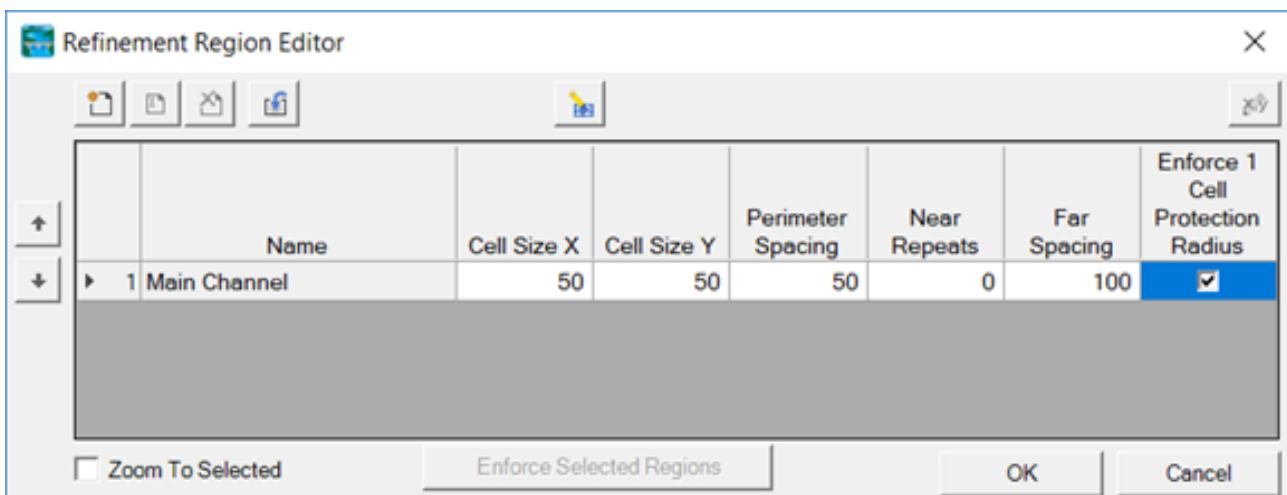 Refinement Region Editor
Name Cell Size X Cell Size Y Perimeter Spacing Near Repeats Far Spacing Enforce 1 Cell Protection Radius
1 Main Channel 50 50 50 0 100
Zoom To Selected Enforce Selected Regions OK Cancel